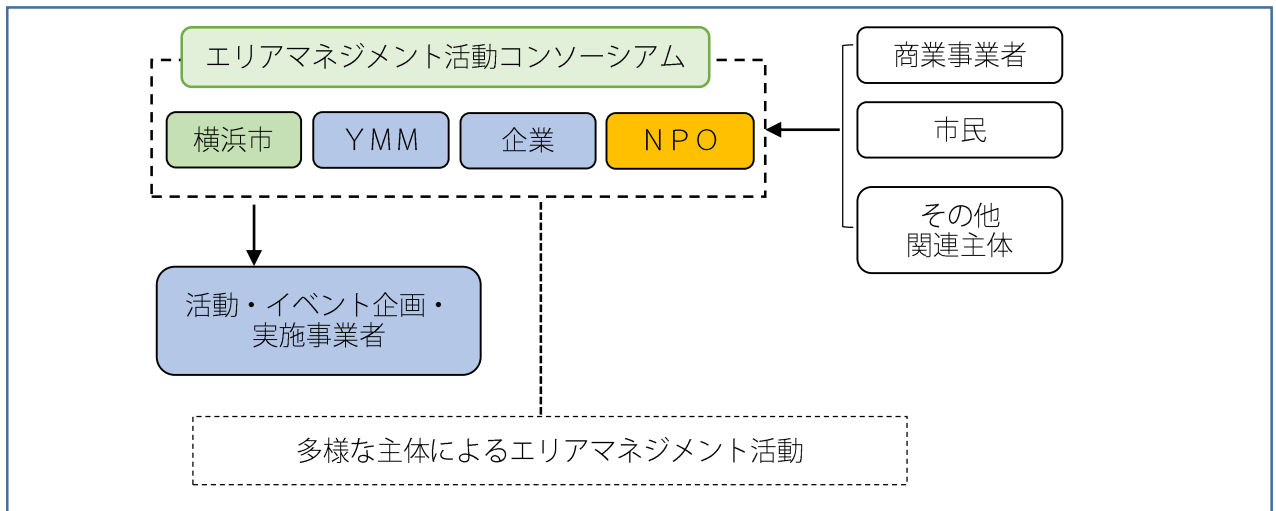 エリアマネジメント活動コンソーシアム
横浜市
ＹＭＭ
企業
ＮＰＯ
商業事業者
市民
その他
関連主体
活動・イベント企画・
実施事業者
多様な主体によるエリアマネジメント活動